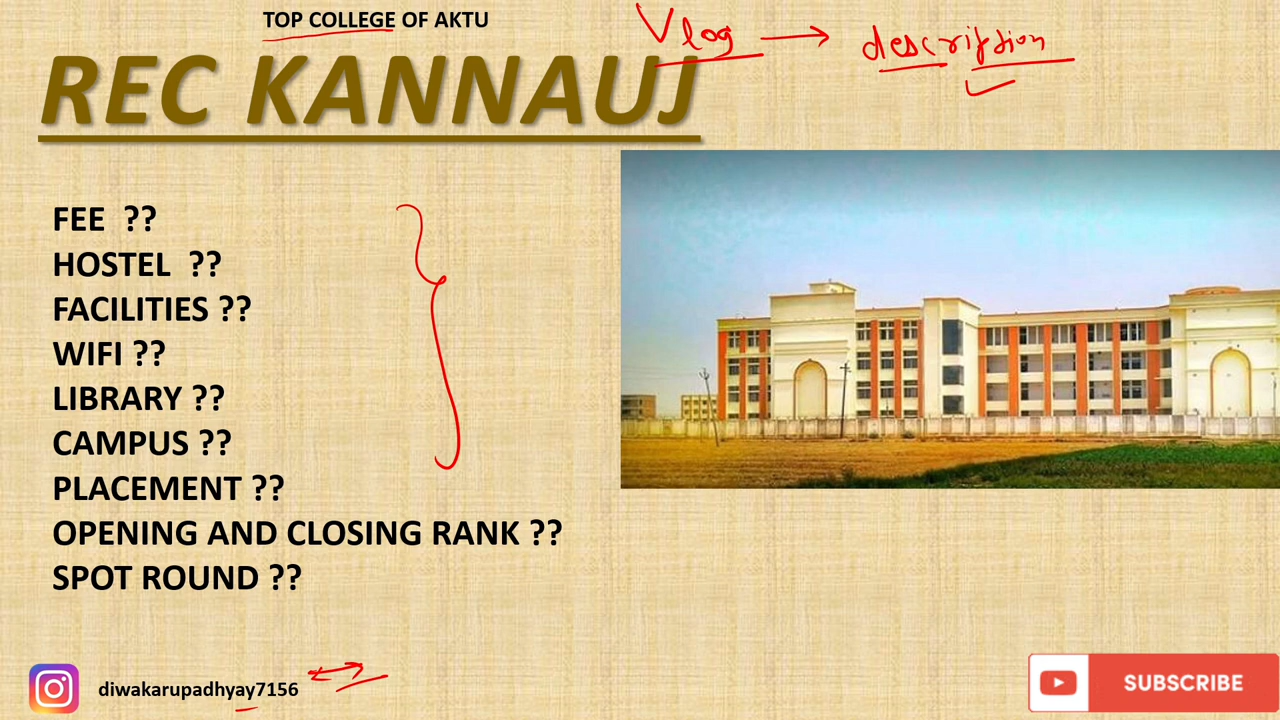 TOP COLLEGE OF AKTU
Vlog → description
REC KANNAUJ
FEE ??
HOSTEL ??
FACILITIES ??
WIFI ??
LIBRARY ??
CAMPUS ??
PLACEMENT ??
OPENING AND CLOSING RANK ??
SPOT ROUND ??
diwakarupadhyay7156
SUBSCRIBE